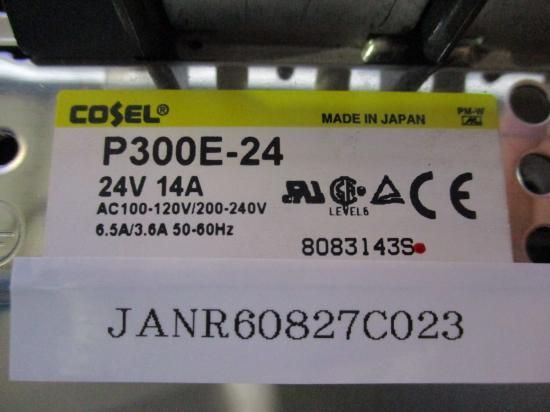 COSEL®
MADE IN JAPAN
PM-W
P300E-24
24V 14A
AC100-120V/200-240V
6.5A/3.6A 50-60Hz
LEVEL6
CE
8083143S
JANR60827C023